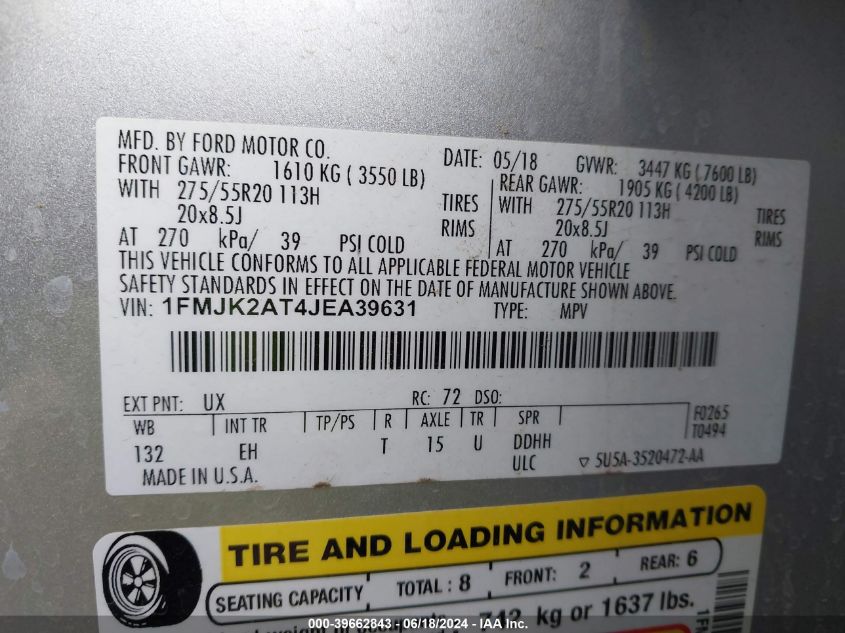 MFD. BY FORD MOTOR CO. DATE: 05/18 GVWR: 3447 KG ( 7600 LB)
FRONT GAWR: 1610 KG ( 3550 LB) REAR GAWR: 1905 KG ( 4200 LB)
WITH 275/55R20 113H TIRES WITH 275/55R20 113H TIRES
20x8.5J RIMS 20x8.5J RIMS
AT 270 kPa/ 39 PSI COLD AT 270 kPa/ 39 PSI COLD
THIS VEHICLE CONFORMS TO ALL APPLICABLE FEDERAL MOTOR VEHICLE
SAFETY STANDARDS IN EFFECT ON THE DATE OF MANUFACTURE SHOWN ABOVE.
VIN: 1FMJK2AT4JEA39631 TYPE: MPV
EXT PNT: UX RC: 72 DSO:
WB INT TR TP/PS R AXLE TR SPR F0265
T0494
132 EH T 15 U DDHH
ULC 5U5A-3520472-AA
MADE IN U.S.A.
TIRE AND LOADING INFORMATION
SEATING CAPACITY TOTAL : 8 FRONT: 2 REAR: 6
kg or 1637 lbs.
000-39662843 / 06/18/2024 / IAA Inc.